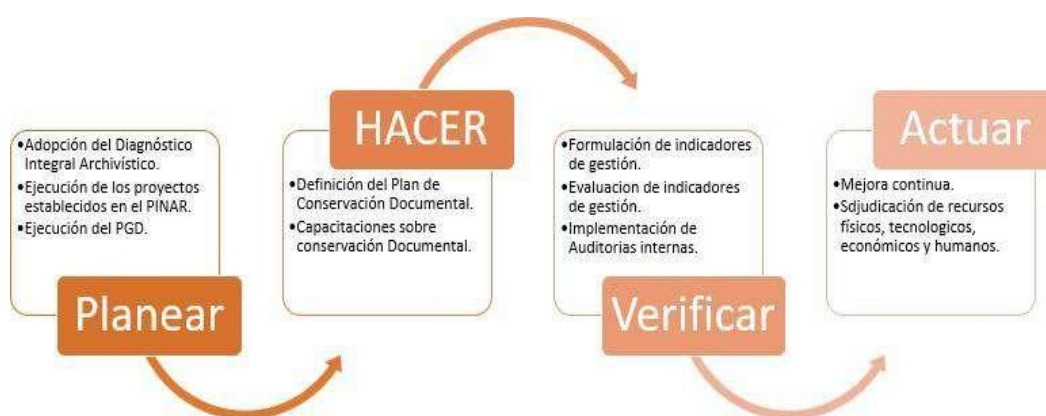 •Adopción del Diagnóstico
Integral Archivístico.
•Ejecución de los proyectos
establecidos en el PINAR.
•Ejecución del PGD.
Planear
HACER
•Definición del Plan de
Conservación Documental.
•Capacitaciones sobre
conservación Documental.
•Formulación de indicadores
de gestión.
•Evaluacion de indicadores
de gestión.
•Implementación de
Auditorias internas.
Verificar
Actuar
•Mejora continua.
•Sdjudicación de recursos
físicos, tecnologicos,
económicos y humanos.